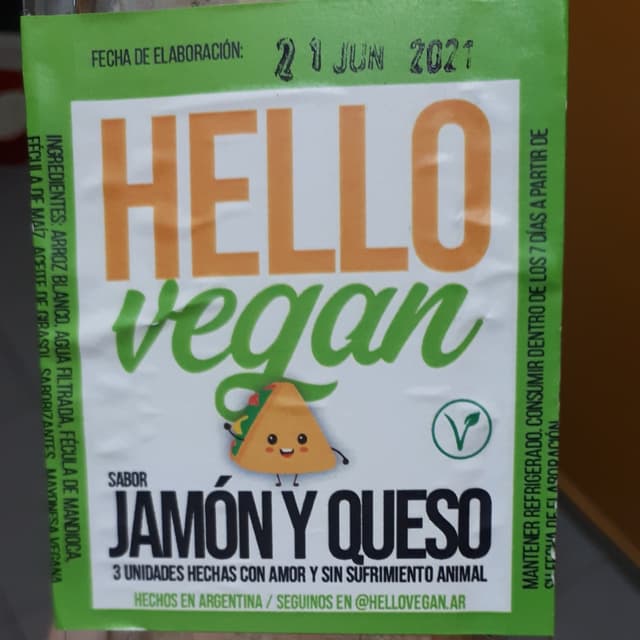 FECHA DE ELABORACIÓN: 21 JUN 2021
HELLO
vegan
SABOR
JAMÓN Y QUESO
3 UNIDADES HECHAS CON AMOR Y SIN SUFRIMIENTO ANIMAL
HECHOS EN ARGENTINA / SEGUINOS EN @HELLOVEGAN.AR
INGREDIENTES: ARROZ BLANCO, AGUA FILTRADA, FÉCULA DE MANDIOCA,
FÉCULA DE MAÍZ, ACEITE DE GIRASOL, SABORIZANTES, MAYONESA VEGANA
MANTENER REFRIGERADO. CONSUMIR DENTRO DE LOS 7 DÍAS A PARTIR DE
SU FECHA DE ELABORACIÓN